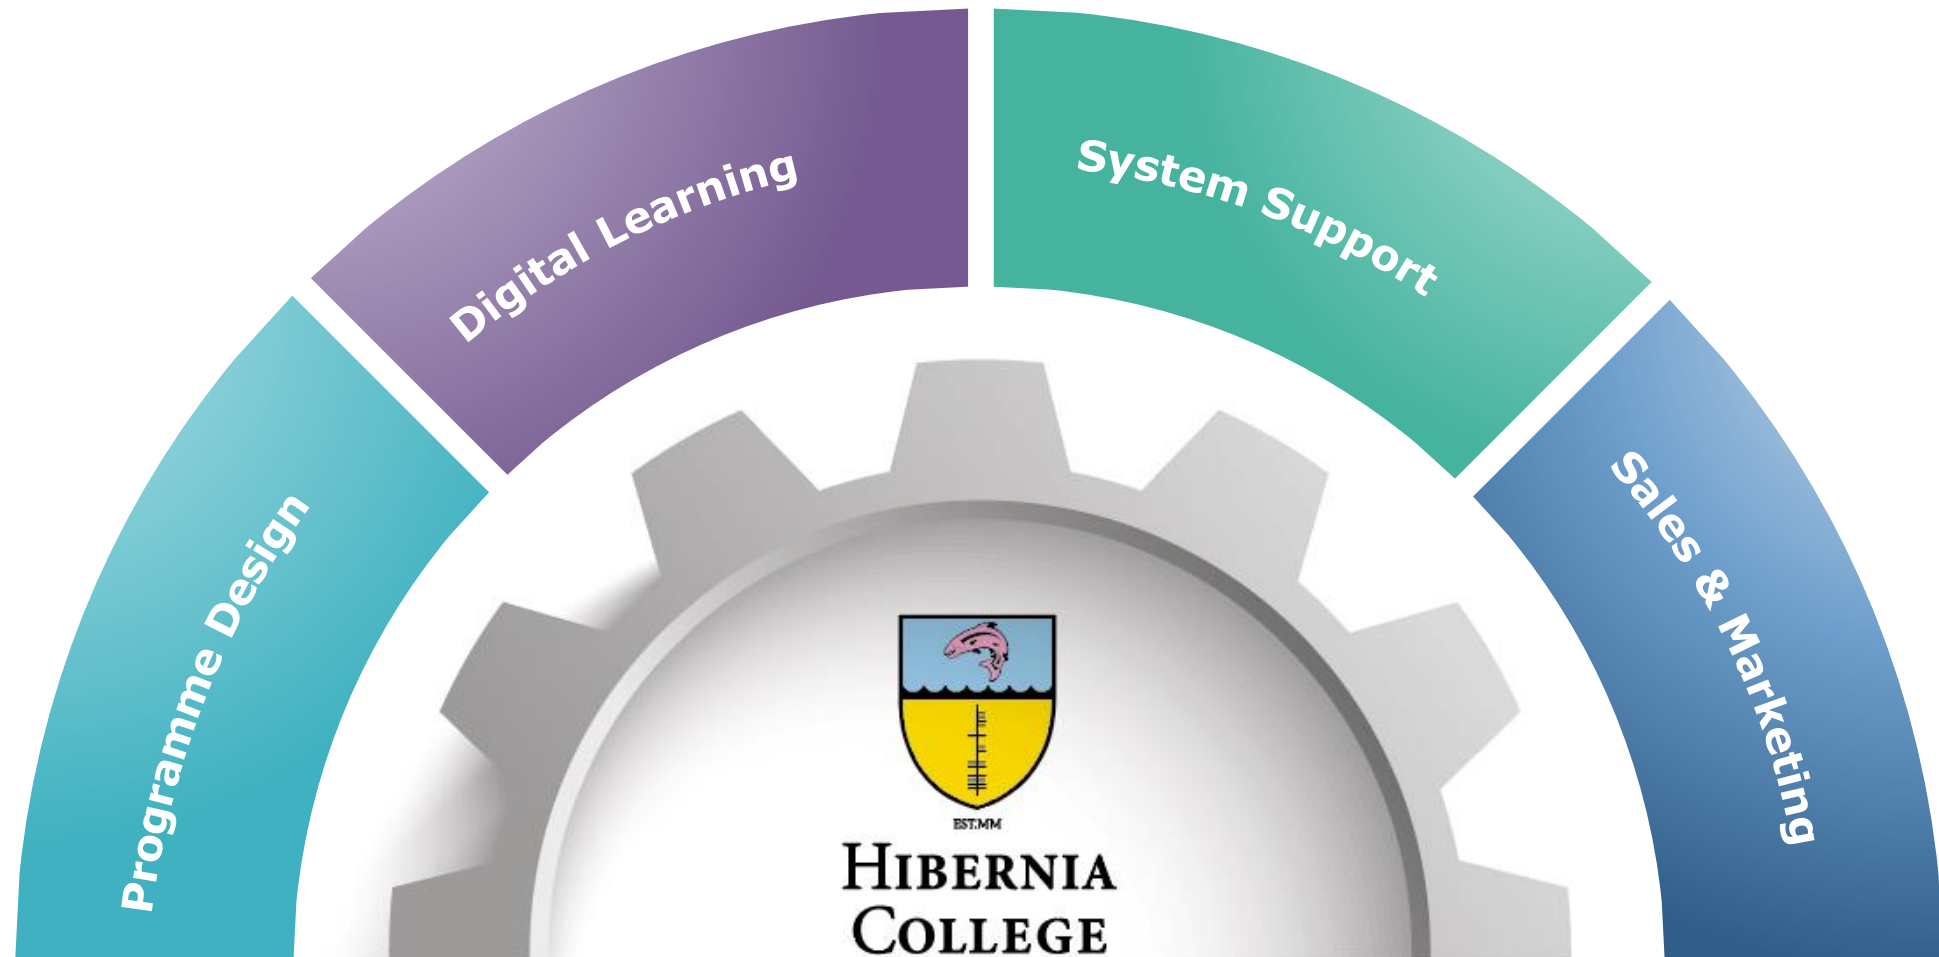 Programme Design
Digital Learning
System Support
Sales & Marketing
EST.MM
HIBERNIA
COLLEGE